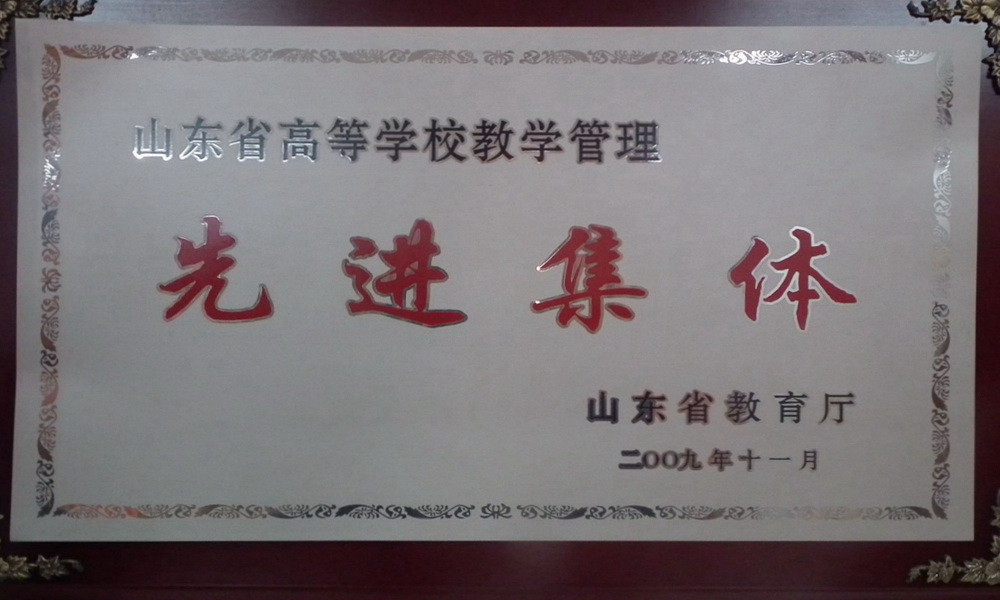 山东省高等学校教学管理
先进集体
山东省教育厅
二〇〇九年十一月